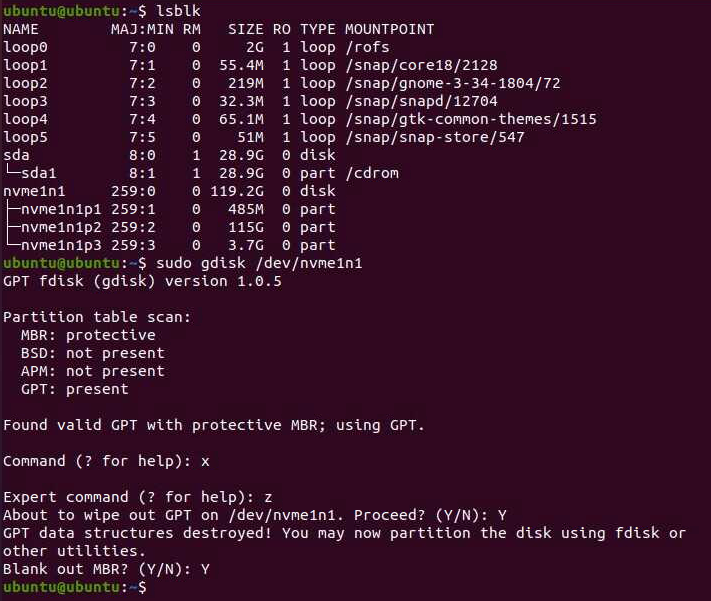 ubuntu@ubuntu:~$ lsblk
NAME        MAJ:MIN RM   SIZE RO TYPE MOUNTPOINT
loop0         7:0    0     2G  1 loop /rofs
loop1         7:1    0  55.4M  1 loop /snap/core18/2128
loop2         7:2    0   219M  1 loop /snap/gnome-3-34-1804/72
loop3         7:3    0  32.3M  1 loop /snap/snapd/12704
loop4         7:4    0  65.1M  1 loop /snap/gtk-common-themes/1515
loop5         7:5    0    51M  1 loop /snap/snap-store/547
sda           8:0    1  28.9G  0 disk
└─sda1        8:1    1  28.9G  0 part /cdrom
nvme1n1     259:0    0 119.2G  0 disk
├─nvme1n1p1 259:1    0   485M  0 part
├─nvme1n1p2 259:2    0   115G  0 part
└─nvme1n1p3 259:3    0   3.7G  0 part
ubuntu@ubuntu:~$ sudo gdisk /dev/nvme1n1
GPT fdisk (gdisk) version 1.0.5
Partition table scan:
  MBR: protective
  BSD: not present
  APM: not present
  GPT: present
Found valid GPT with protective MBR; using GPT.
Command (? for help): x
Expert command (? for help): z
About to wipe out GPT on /dev/nvme1n1. Proceed? (Y/N): Y
GPT data structures destroyed! You may now partition the disk using fdisk or
other utilities.
Blank out MBR? (Y/N): Y
ubuntu@ubuntu:~$